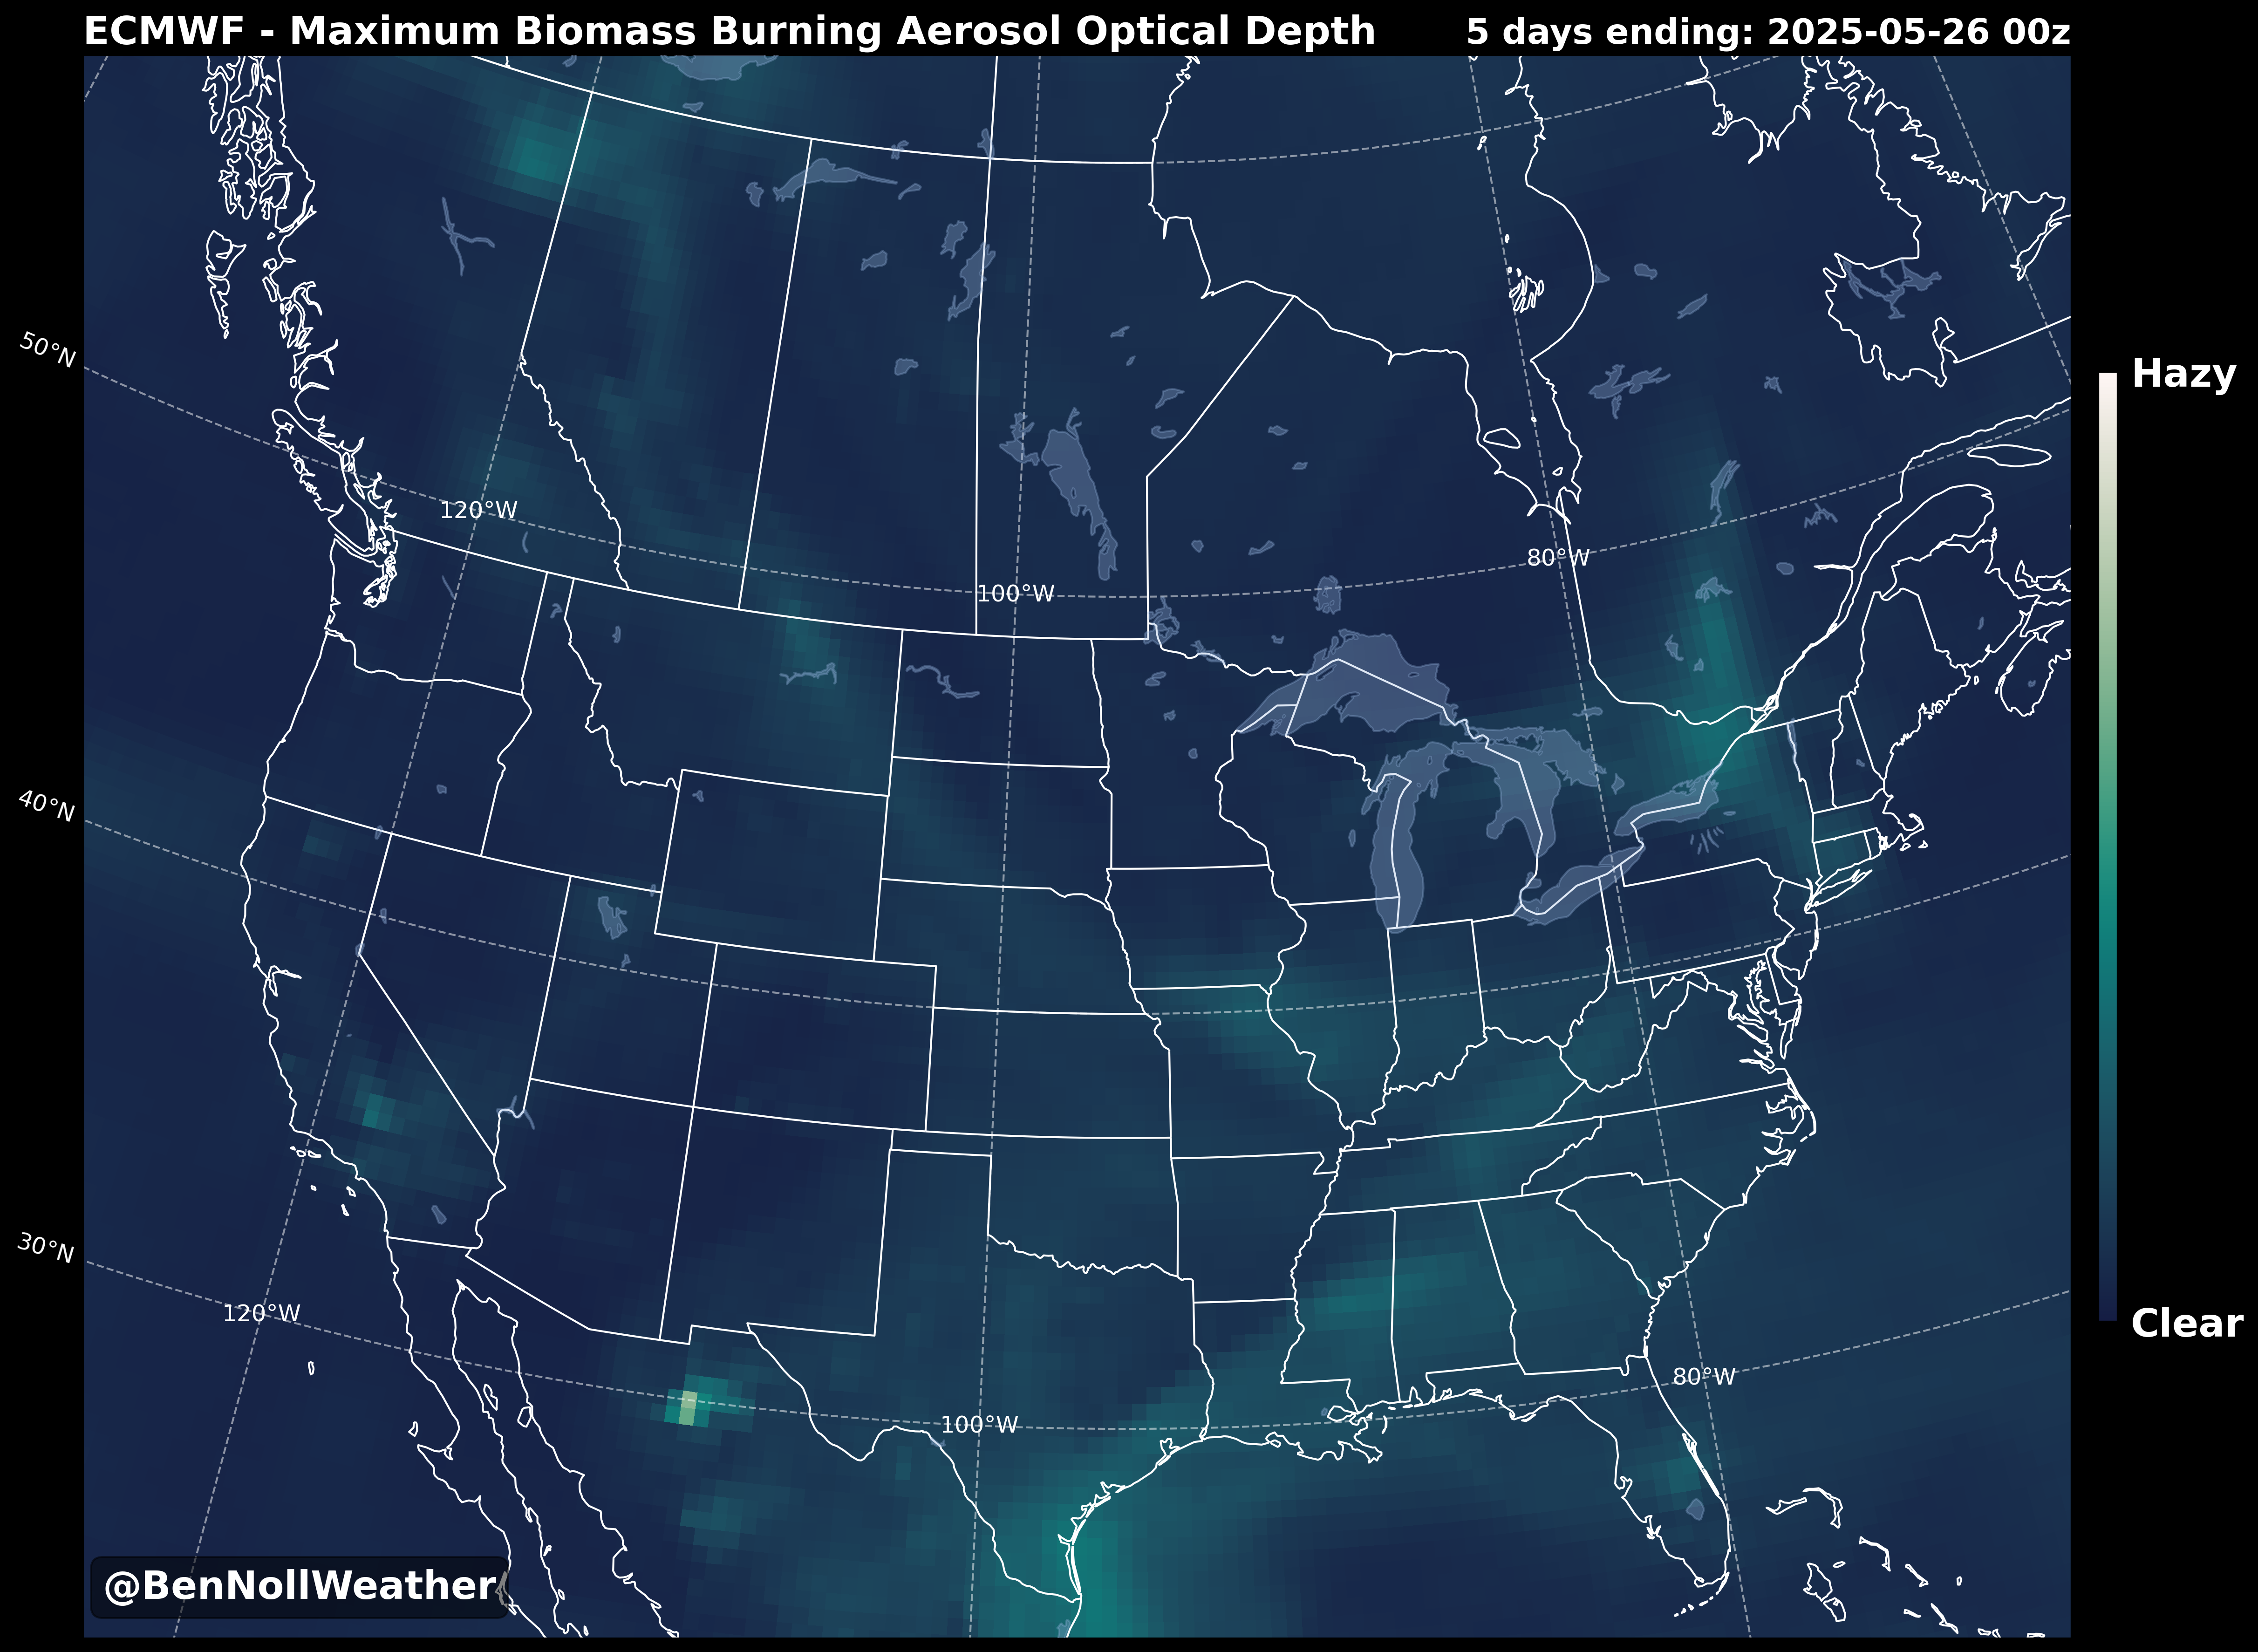 ECMWF - Maximum Biomass Burning Aerosol Optical Depth
5 days ending: 2025-05-26 00z
50°N
Hazy
120°W
80°W
100°W
40°N
30°N
120°W
Clear
80°W
100°W
@BenNollWeather